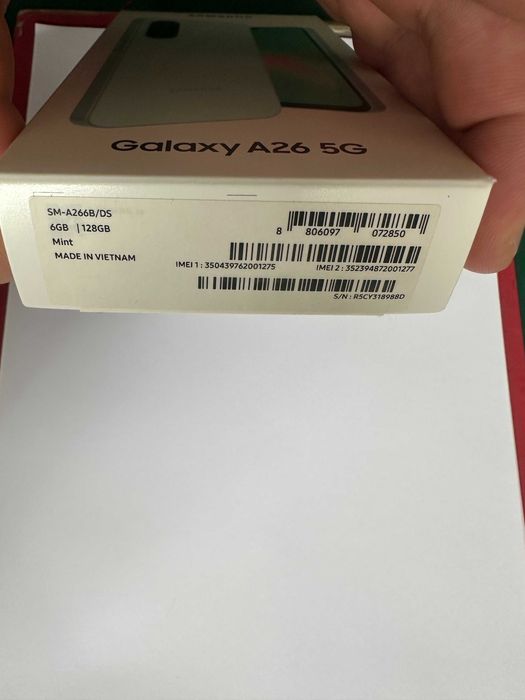 SAMSUNG
Galaxy A26 5G
SM-A266B/DS
6GB | 128GB
Mint
MADE IN VIETNAM
8 806097 072850
IMEI 1 : 350439762001275
IMEI 2 : 352394872001277
S/N : R5CY318988D